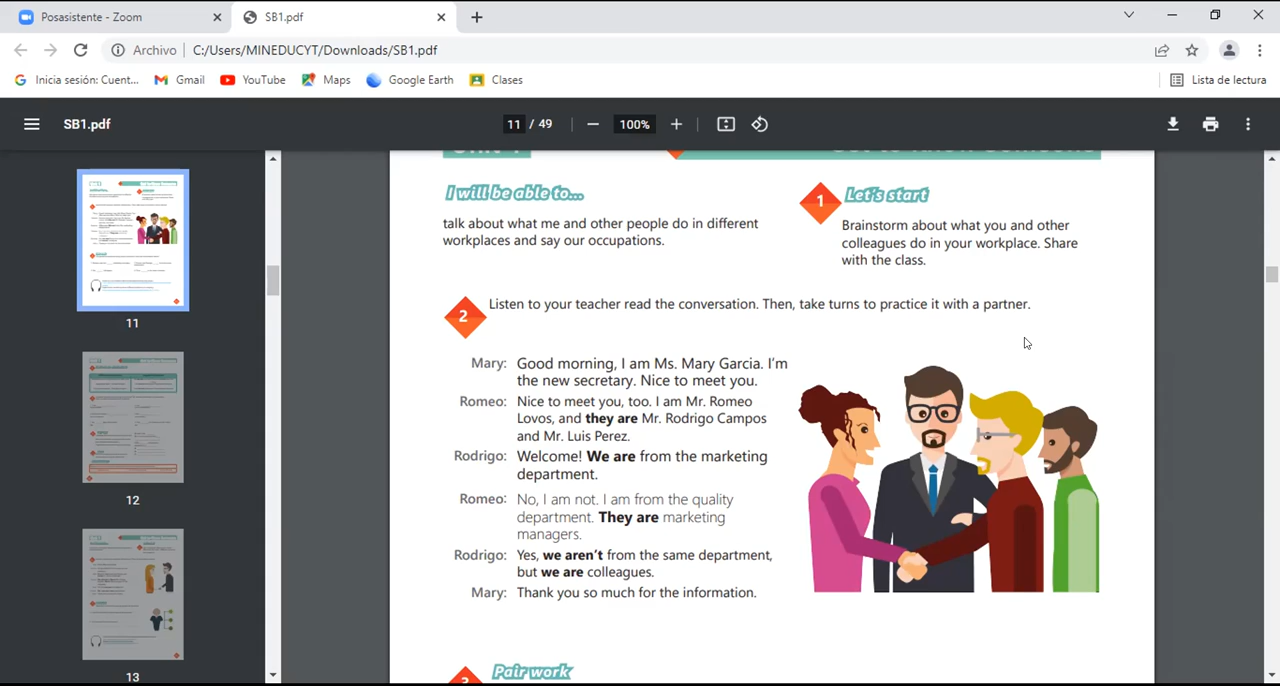 Posasistente - Zoom
SB1.pdf
Archivo
C:/Users/MINEDUCYT/Downloads/SB1.pdf
Inicia sesión: Cuent...
Gmail
YouTube
Maps
Google Earth
Clases
Lista de lectura
SB1.pdf
11 / 49
100%
11
12
13
I will be able to...
talk about what me and other people do in different
workplaces and say our occupations.
1
Let's start
Brainstorm about what you and other
colleagues do in your workplace. Share
with the class.
2
Listen to your teacher read the conversation. Then, take turns to practice it with a partner.
Mary: Good morning, I am Ms. Mary Garcia. I'm
the new secretary. Nice to meet you.
Romeo: Nice to meet you, too. I am Mr. Romeo
Lovos, and they are Mr. Rodrigo Campos
and Mr. Luis Perez.
Rodrigo: Welcome! We are from the marketing
department.
Romeo: No, I am not. I am from the quality
department. They are marketing
managers.
Rodrigo: Yes, we aren't from the same department,
but we are colleagues.
Mary: Thank you so much for the information.
Pair work